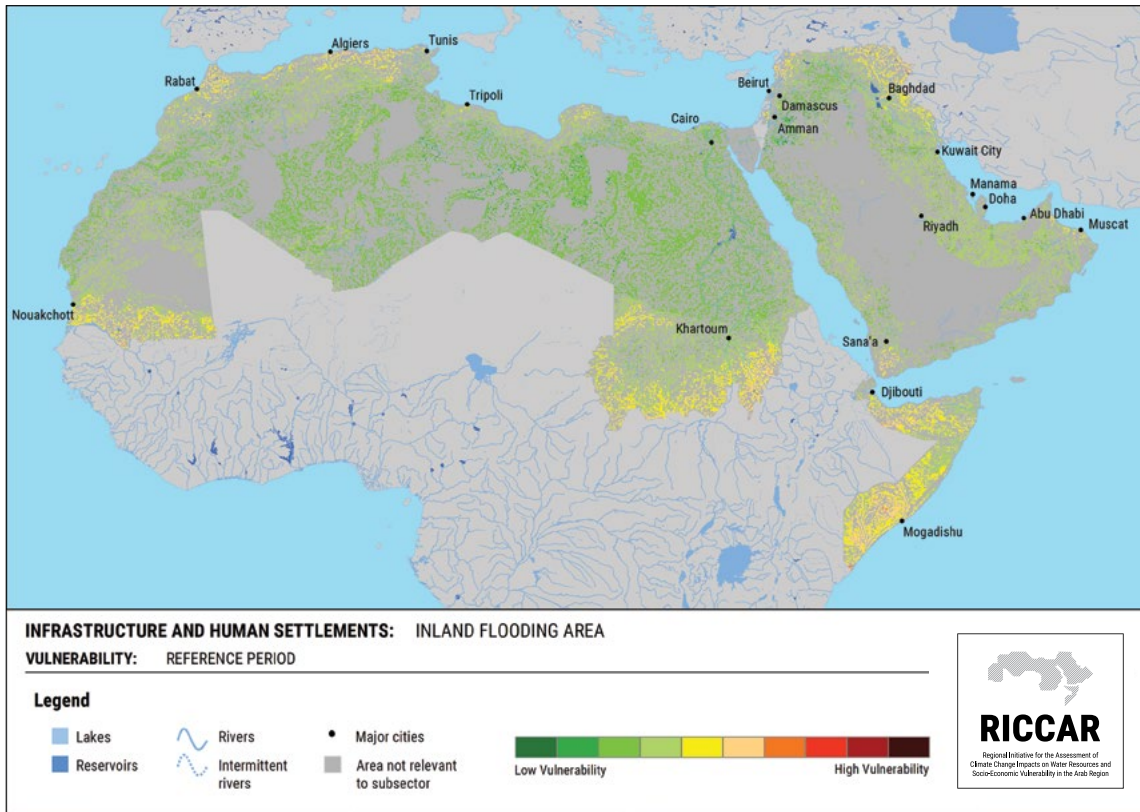 Algiers
Tunis
Rabat
Tripoli
Beirut
Baghdad
Damascus
Cairo
Amman
Kuwait City
Manama
Doha
Abu Dhabi
Riyadh
Muscat
Nouakchott
Khartoum
Sana'a
Djibouti
Mogadishu
INFRASTRUCTURE AND HUMAN SETTLEMENTS: INLAND FLOODING AREA
VULNERABILITY: REFERENCE PERIOD
Legend
Lakes
Rivers
Major cities
Reservoirs
Intermittent
rivers
Area not relevant
to subsector
Low Vulnerability
High Vulnerability
RICCAR
Regional Initiative for the Assessment of
Climate Change Impacts on Water Resources and
Socio-Economic Vulnerability in the Arab Region